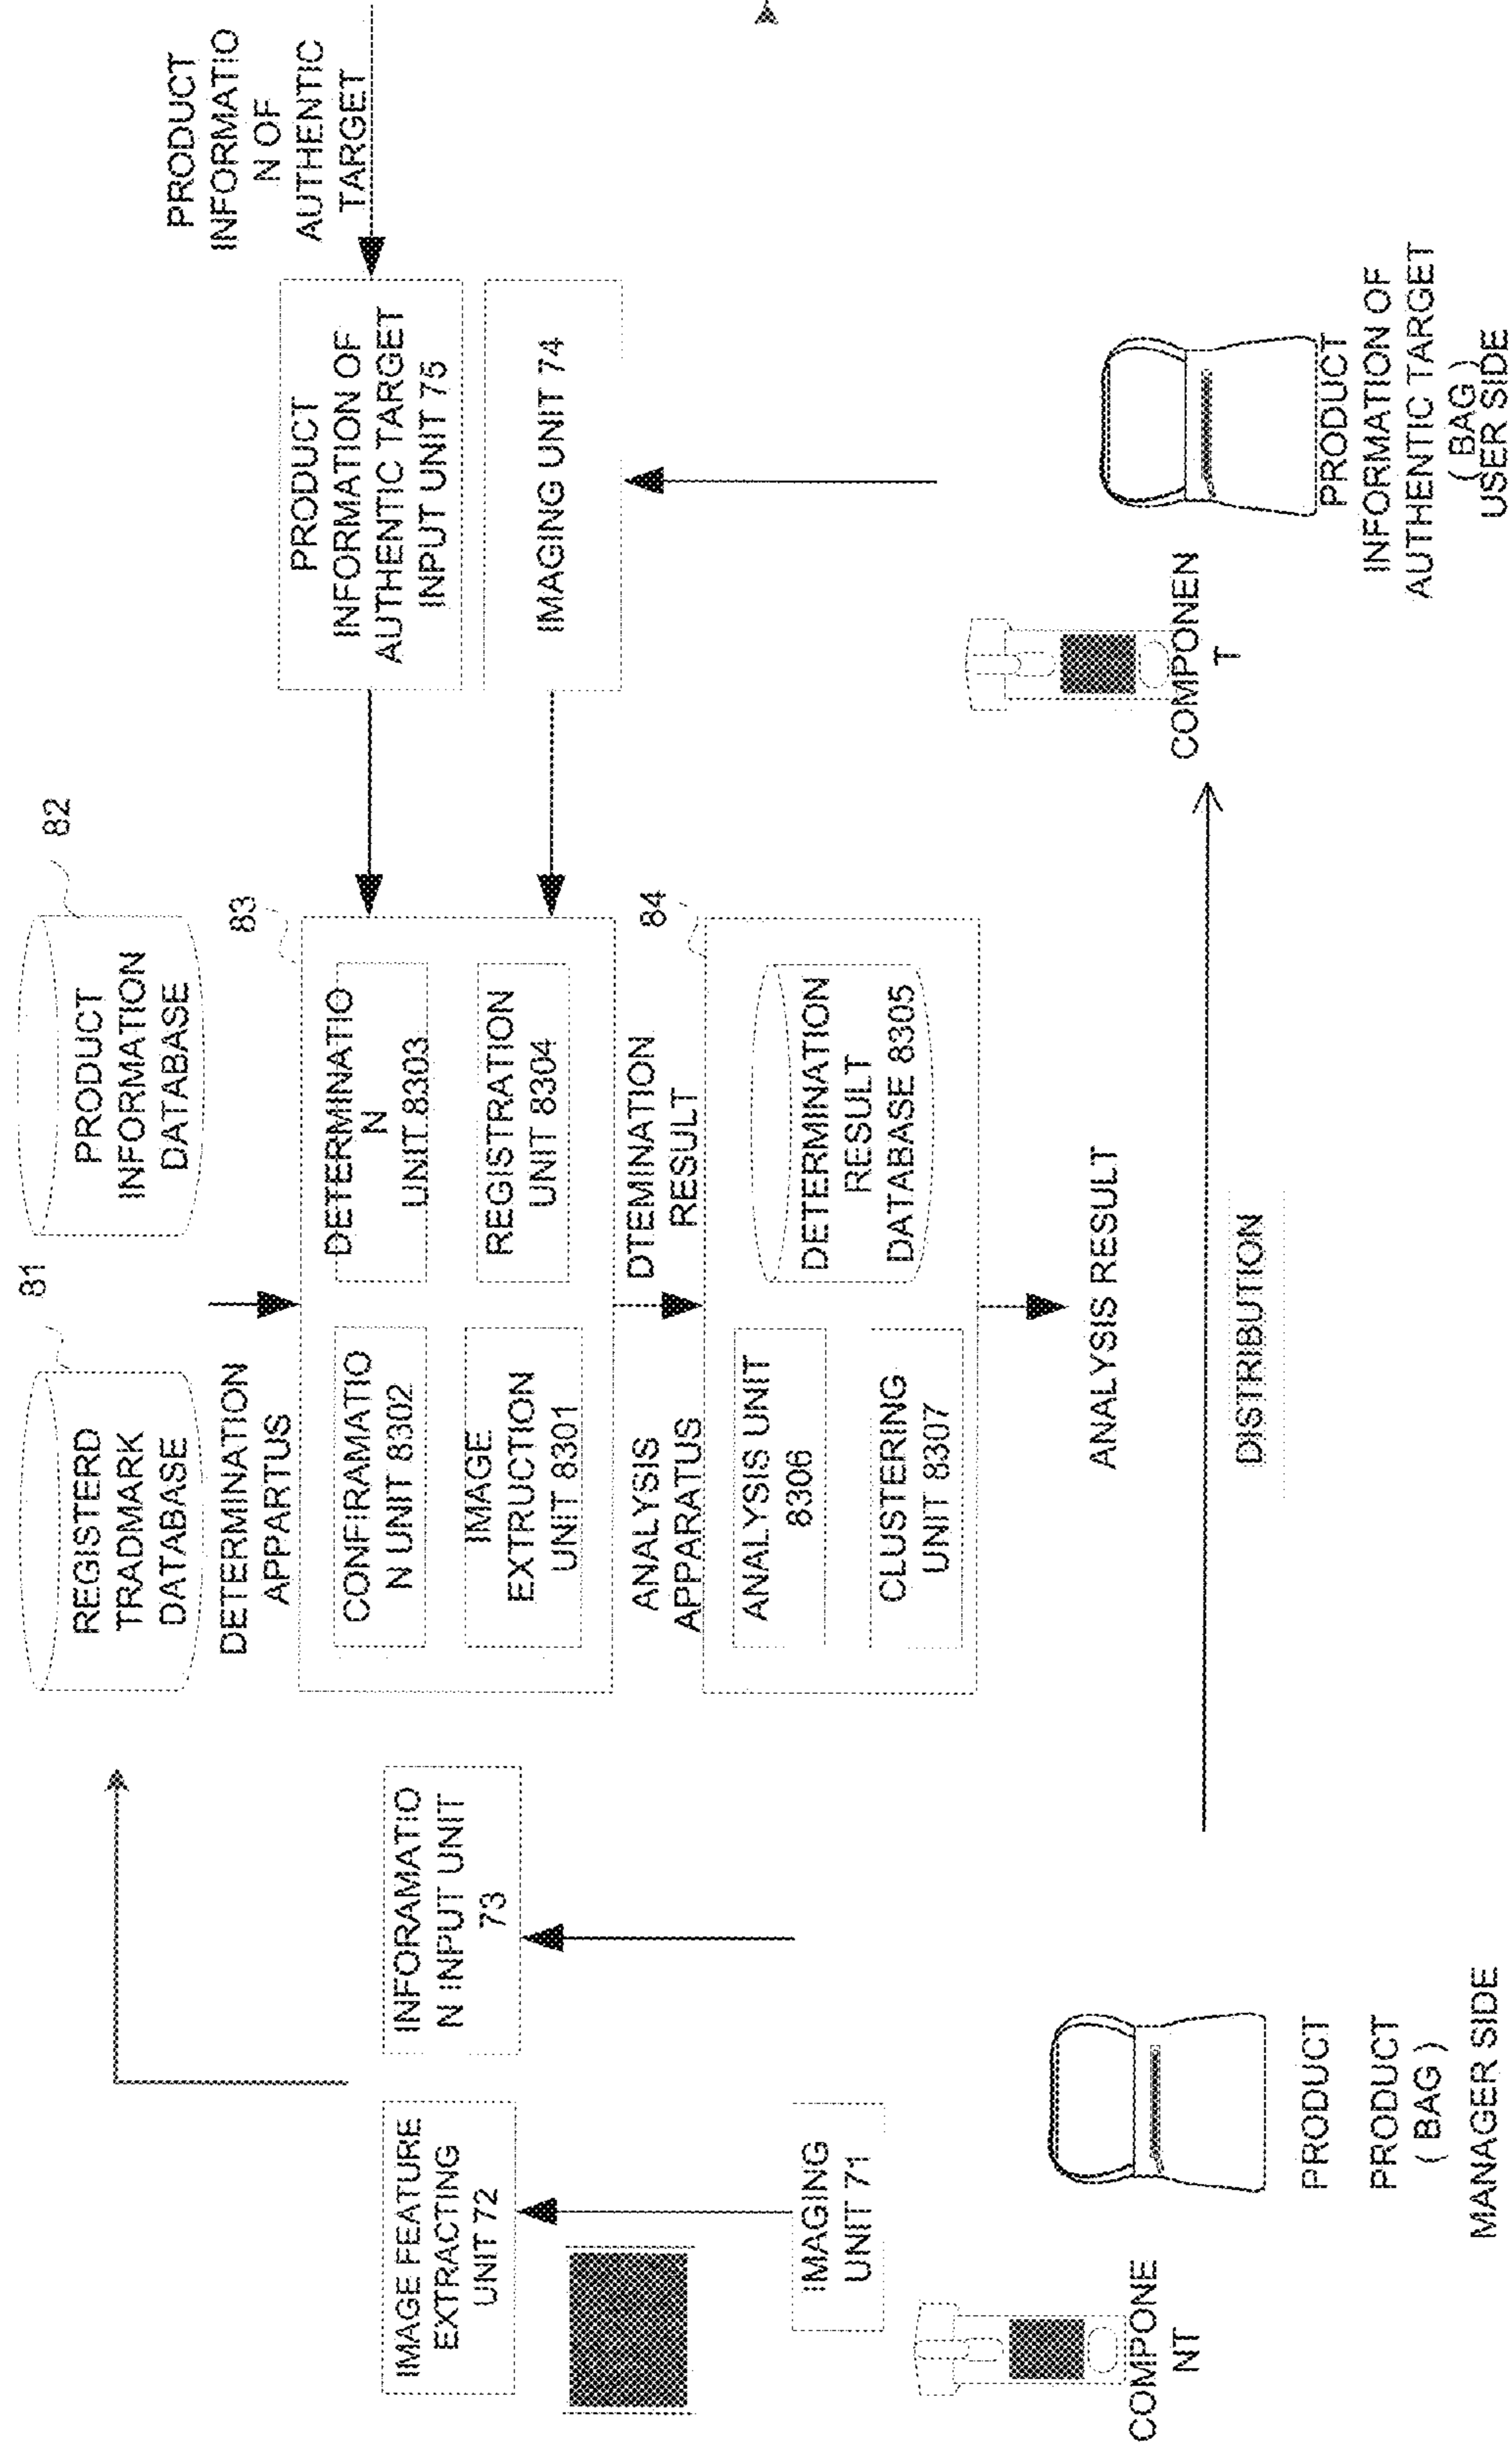 81
82
REGISTERD
TRADMARK
DATABASE
PRODUCT
INFORMATION
DATABASE
PRODUCT
INFORMATIO
N OF
AUTHENTIC
TARGET
DETERMINATION
APPARTUS
83
CONFIRAMATIO
N UNIT 8302
DETERMINATIO
N
UNIT 8303
IMAGE
EXTRUCTION
UNIT 8301
REGISTRATION
UNIT 8304
PRODUCT
INFORMATION OF
AUTHENTIC TARGET
INPUT UNIT 75
IMAGING UNIT 74
IMAGE FEATURE
EXTRACTING
UNIT 72
INFORAMATIO
N INPUT UNIT
73
ANALYSIS
APPARATUS
DTEMINATION
RESULT
84
ANALYSIS UNIT
8306
DETERMINATION
RESULT
DATABASE 8305
CLUSTERING
UNIT 8307
IMAGING
UNIT 71
ANALYSIS RESULT
DISTRIBUTION
COMPONE
NT
PRODUCT
PRODUCT
( BAG )
MANAGER SIDE
COMPONEN
T
PRODUCT
INFORMATION OF
AUTHENTIC TARGET
( BAG )
USER SIDE